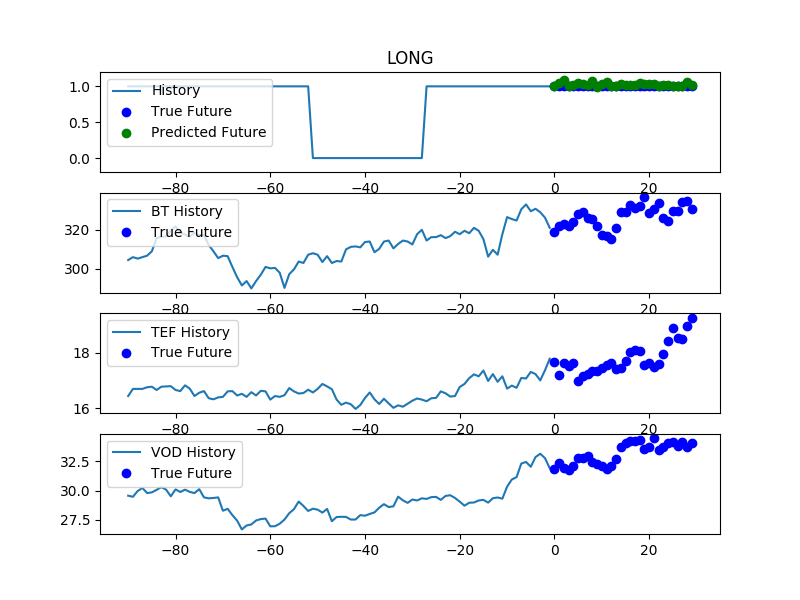 LONG
1.0
0.5
0.0
History
True Future
Predicted Future
−80 −60 −40 −20 0 20
320
300
BT History
True Future
−80 −60 −40 −20 0 20
18
16
TEF History
True Future
−80 −60 −40 −20 0 20
32.5
30.0
27.5
VOD History
True Future
−80 −60 −40 −20 0 20